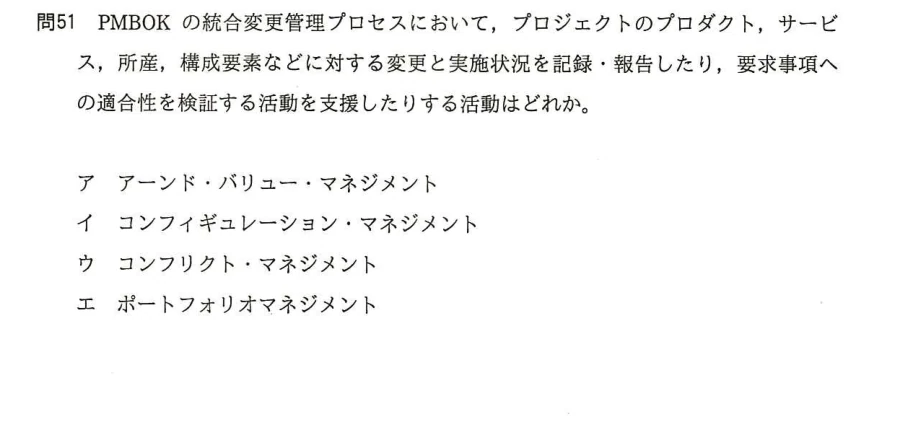 問51 PMBOK の統合変更管理プロセスにおいて，プロジェクトのプロダクト，サービ
ス，所産，構成要素などに対する変更と実施状況を記録・報告したり，要求事項へ
の適合性を検証する活動を支援したりする活動はどれか。
ア アーンド・バリュー・マネジメント
イ コンフィギュレーション・マネジメント
ウ コンフリクト・マネジメント
エ ポートフォリオマネジメント